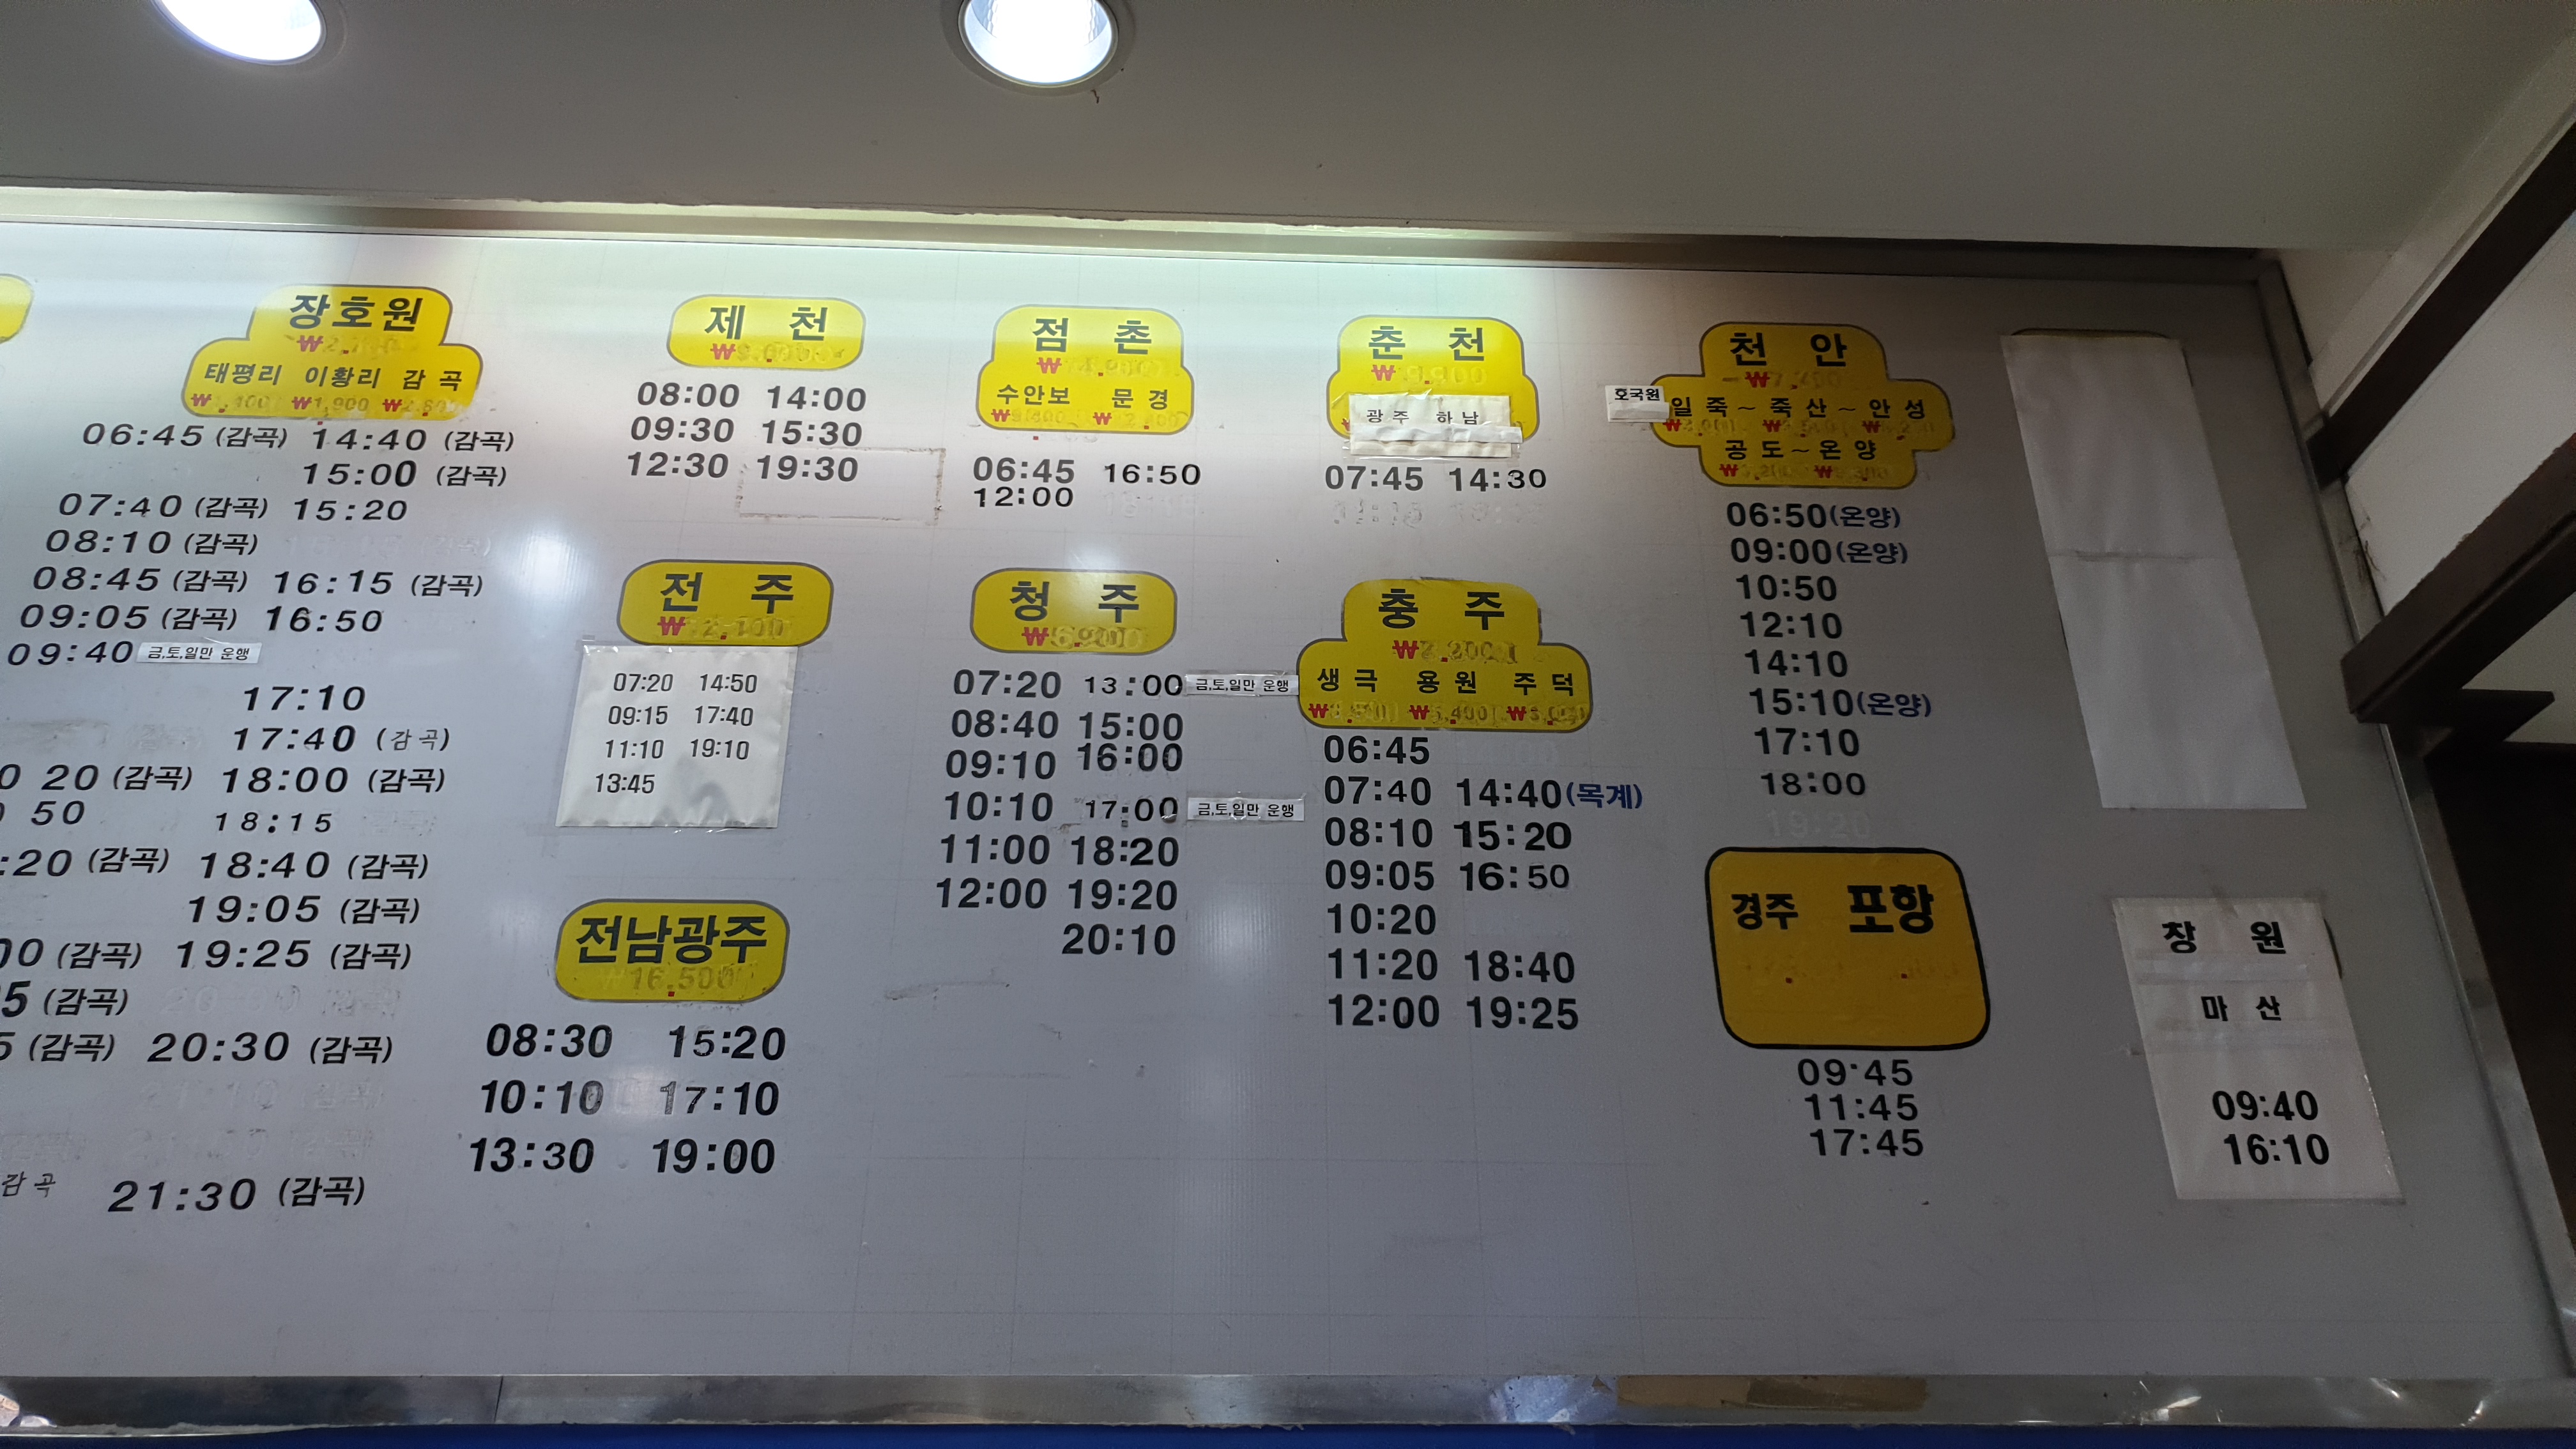 장호원
태평리 이황리 감곡
06:45 (감곡) 14:40 (감곡)
15:00 (감곡)
07:40 (감곡) 15:20
08:10 (감곡)
08:45 (감곡) 16:15 (감곡)
09:05 (감곡) 16:50
09:40 금,토,일만 운행
17:10
17:40 (감곡)
20 (감곡) 18:00 (감곡)
50 18:15
:20 (감곡) 18:40 (감곡)
19:05 (감곡)
00 (감곡) 19:25 (감곡)
5 (감곡)
5 (감곡) 20:30 (감곡)
감곡 21:30 (감곡)
제 천
08:00 14:00
09:30 15:30
12:30 19:30
전 주
07:20 14:50
09:15 17:40
11:10 19:10
13:45
전남광주
₩16,500
08:30 15:20
10:10 17:10
13:30 19:00
점 촌
수안보 문경
06:45 16:50
12:00
청 주
07:20 13:00 금,토,일만 운행
08:40 15:00
09:10 16:00
10:10 17:00 금,토,일만 운행
11:00 18:20
12:00 19:20
20:10
춘 천
광주 하남
07:45 14:30
충 주
생극 용원 주덕
06:45
07:40 14:40(목계)
08:10 15:20
09:05 16:50
10:20
11:20 18:40
12:00 19:25
천 안
호국원 일죽~죽산~안성
공도~온양
06:50(온양)
09:00(온양)
10:50
12:10
14:10
15:10(온양)
17:10
18:00
경주 포항
09:45
11:45
17:45
창 원
마 산
09:40
16:10